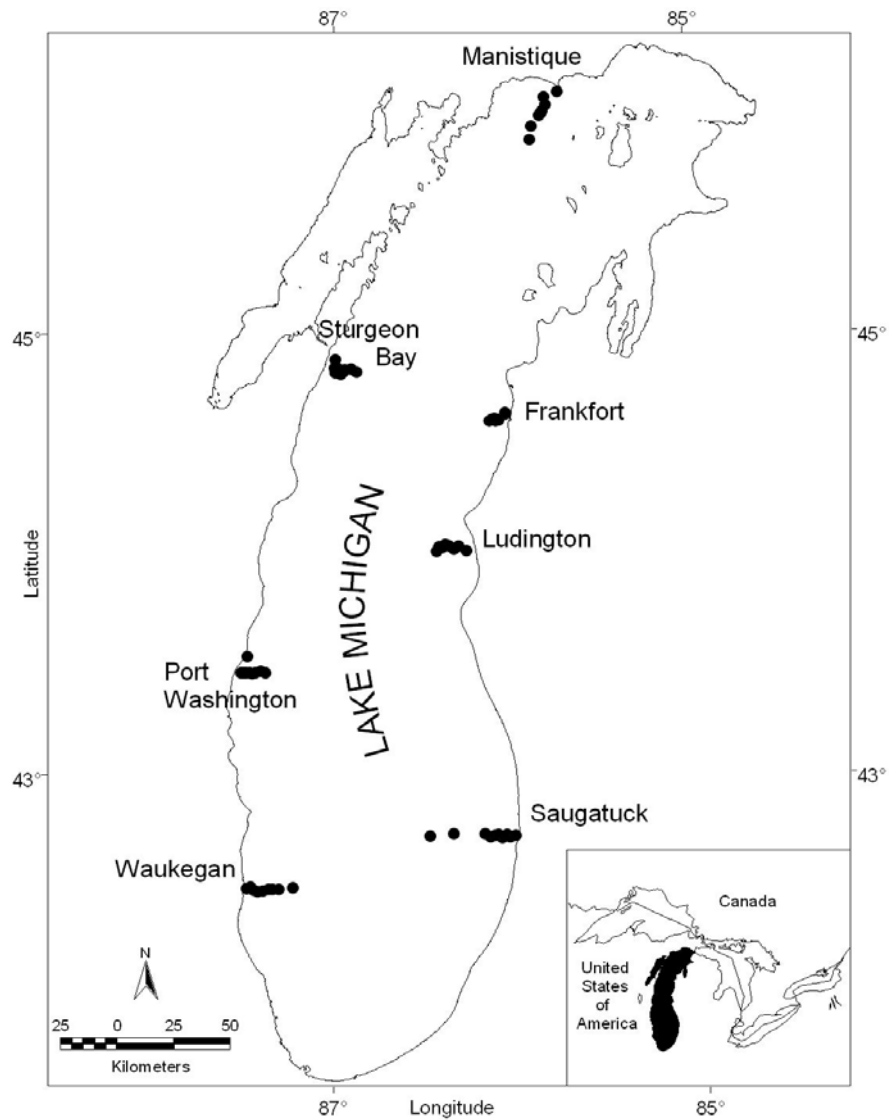 87°
85°
Manistique
45°
45°
Sturgeon
Bay
Frankfort
LAKE MICHIGAN
Ludington
Latitude
Port
Washington
43°
43°
Saugatuck
Waukegan
Canada
United
States
of
America
N
25 0 25 50
Kilometers
87°
Longitude
85°